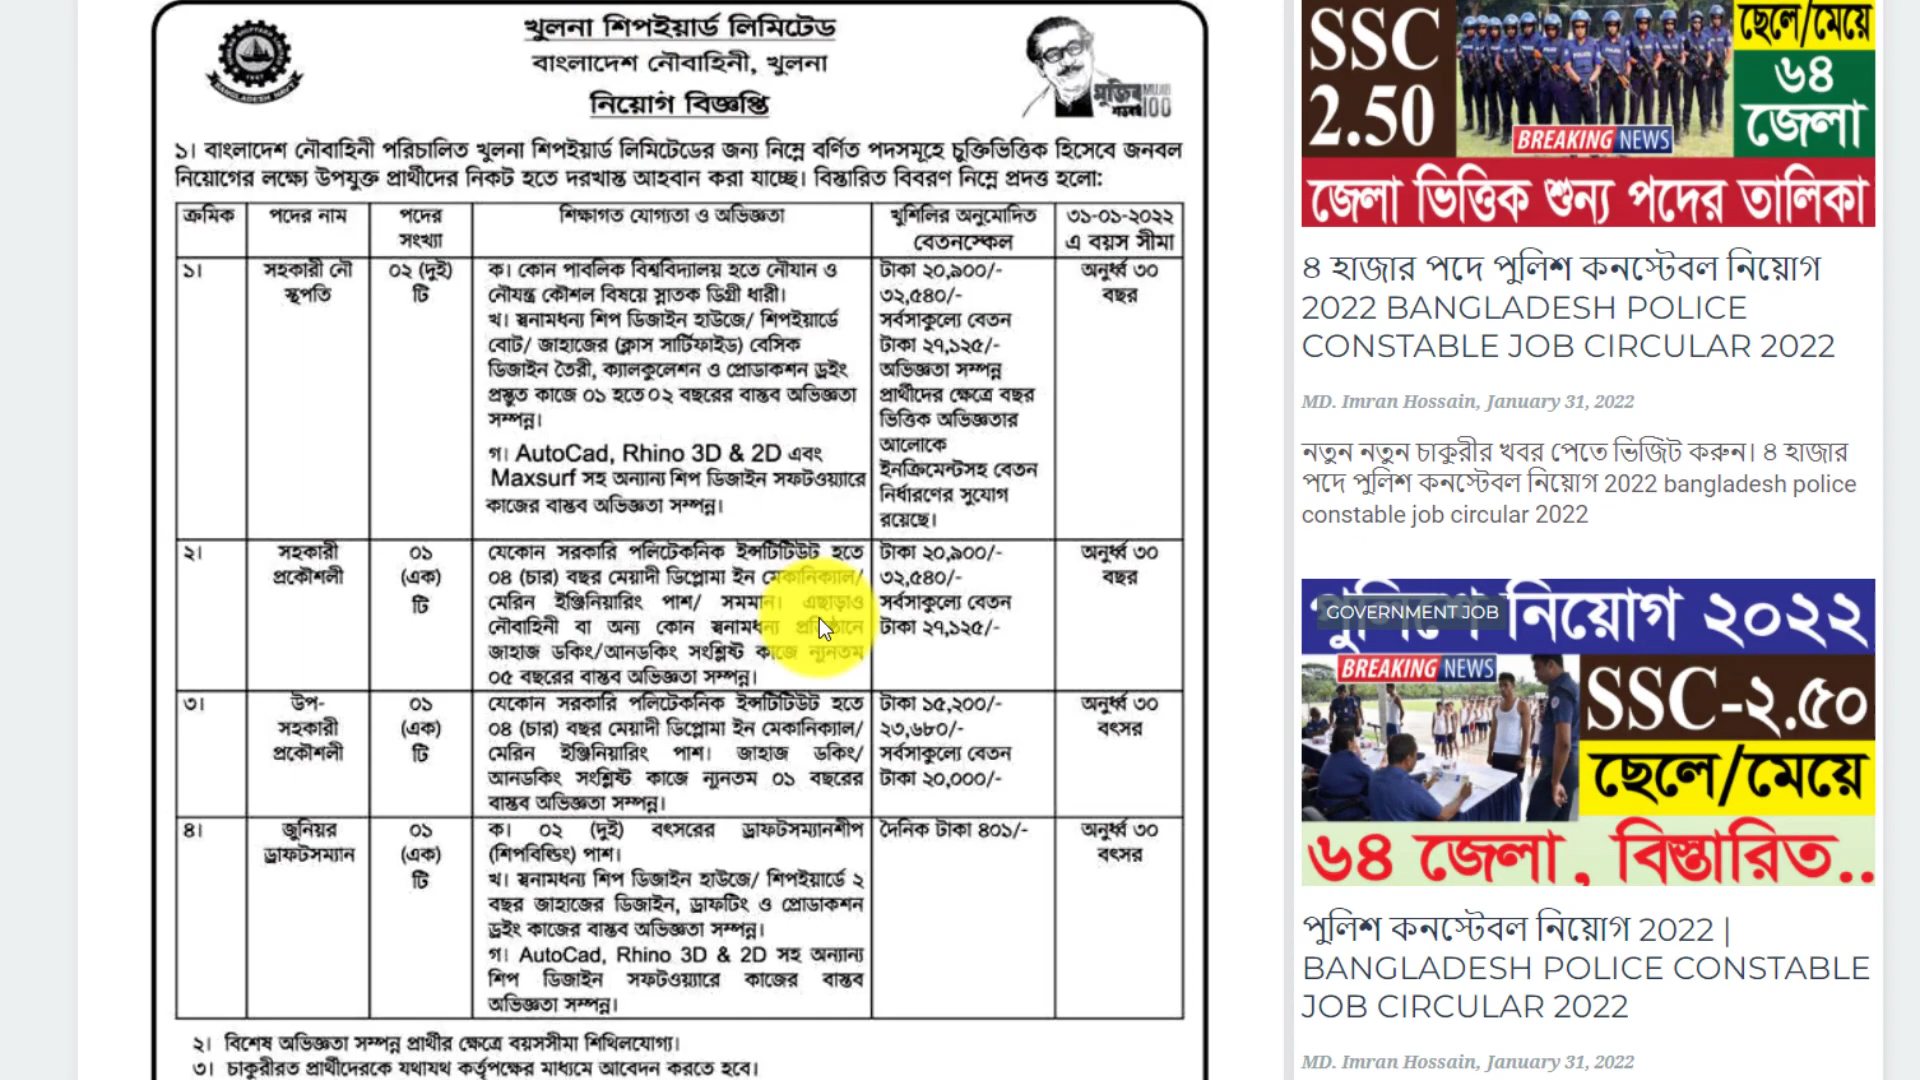 খুলনা শিপইয়ার্ড লিমিটেড
বাংলাদেশ নৌবাহিনী, খুলনা
নিয়োগ বিজ্ঞপ্তি
BANGLADESH NAVY
মুজিব
MUJIB
100
১। বাংলাদেশ নৌবাহিনী পরিচালিত খুলনা শিপইয়ার্ড লিমিটেডের জন্য নিম্নে বর্ণিত পদসমূহে চুক্তিভিত্তিক হিসেবে জনবল
নিয়োগের লক্ষ্যে উপযুক্ত প্রার্থীদের নিকট হতে দরখাস্ত আহবান করা যাচ্ছে। বিস্তারিত বিবরণ নিম্নে প্রদত্ত হলো:
ক্রমিক
পদের নাম
পদের
সংখ্যা
শিক্ষাগত যোগ্যতা ও অভিজ্ঞতা
খুশিলির অনুমোদিত
বেতনস্কেল
৩১-০১-২০২২
এ বয়স সীমা
১।
সহকারী নৌ
স্থপতি
০২ (দুই)
টি
ক। কোন পাবলিক বিশ্ববিদ্যালয় হতে নৌযান ও
নৌযন্ত্র কৌশল বিষয়ে স্নাতক ডিগ্রী ধারী।
খ। স্বনামধন্য শিপ ডিজাইন হাউজে/ শিপইয়ার্ডে
বোট/ জাহাজের (ক্লাস সার্টিফাইড) বেসিক
ডিজাইন তৈরী, ক্যালকুলেশন ও প্রোডাকশন ড্রইং
প্রস্তুত কাজে ০১ হতে ০২ বছরের বাস্তব অভিজ্ঞতা
সম্পন্ন।
গ। AutoCad, Rhino 3D & 2D এবং
Maxsurf সহ অন্যান্য শিপ ডিজাইন সফটওয়্যারে
কাজের বাস্তব অভিজ্ঞতা সম্পন্ন।
টাকা ২০,৯০০/-
৩২,৫৪০/-
সর্বসাকুল্যে বেতন
টাকা ২৭,১২৫/-
অভিজ্ঞতা সম্পন্ন
প্রার্থীদের ক্ষেত্রে বছর
ভিত্তিক অভিজ্ঞতার
আলোকে
ইনক্রিমেন্টসহ বেতন
নির্ধারণের সুযোগ
রয়েছে।
অনুর্ধ্ব ৩০
বছর
২।
সহকারী
প্রকৌশলী
০১
(এক)
টি
যেকোন সরকারি পলিটেকনিক ইন্সটিটিউট হতে
০৪ (চার) বছর মেয়াদী ডিপ্লোমা ইন মেকানিক্যাল/
মেরিন ইঞ্জিনিয়ারিং পাশ/ সমমান। এছাড়াও
নৌবাহিনী বা অন্য কোন স্বনামধন্য প্রতিষ্ঠানে
জাহাজ ডকিং/আনডকিং সংশ্লিষ্ট কাজে ন্যূনতম
০৫ বছরের বাস্তব অভিজ্ঞতা সম্পন্ন।
টাকা ২০,৯০০/-
৩২,৫৪০/-
সর্বসাকুল্যে বেতন
টাকা ২৭,১২৫/-
অনুর্ধ্ব ৩০
বছর
৩।
উপ-
সহকারী
প্রকৌশলী
০১
(এক)
টি
যেকোন সরকারি পলিটেকনিক ইন্সটিটিউট হতে
০৪ (চার) বছর মেয়াদী ডিপ্লোমা ইন মেকানিক্যাল/
মেরিন ইঞ্জিনিয়ারিং পাশ। জাহাজ ডকিং/
আনডকিং সংশ্লিষ্ট কাজে ন্যূনতম ০১ বছরের
বাস্তব অভিজ্ঞতা সম্পন্ন।
টাকা ১৫,২০০/-
২৩,৬৮০/-
সর্বসাকুল্যে বেতন
টাকা ২০,০০০/-
অনুর্ধ্ব ৩০
বৎসর
৪।
জুনিয়র
ড্রাফটসম্যান
০১
(এক)
টি
ক। ০২ (দুই) বৎসরের ড্রাফটসম্যানশীপ
(শিপবিল্ডিং) পাশ।
খ। স্বনামধন্য শিপ ডিজাইন হাউজে/ শিপইয়ার্ডে ২
বছর জাহাজের ডিজাইন, ড্রাফটিং ও প্রোডাকশন
ড্রইং কাজের বাস্তব অভিজ্ঞতা সম্পন্ন।
গ। AutoCad, Rhino 3D & 2D সহ অন্যান্য
শিপ ডিজাইন সফটওয়্যারে কাজের বাস্তব
অভিজ্ঞতা সম্পন্ন।
দৈনিক টাকা ৪০১/-
অনুর্ধ্ব ৩০
বৎসর
২। বিশেষ অভিজ্ঞতা সম্পন্ন প্রার্থীর ক্ষেত্রে বয়সসীমা শিথিলযোগ্য।
৩। চাকুরীরত প্রার্থীদেরকে যথাযথ কর্তৃপক্ষের মাধ্যমে আবেদন করতে হবে।
SSC
2.50
ছেলে/মেয়ে
৬৪
জেলা
BREAKING NEWS
জেলা ভিত্তিক শুন্য পদের তালিকা
৪ হাজার পদে পুলিশ কনস্টেবল নিয়োগ
2022 BANGLADESH POLICE
CONSTABLE JOB CIRCULAR 2022
MD. Imran Hossain, January 31, 2022
নতুন নতুন চাকুরীর খবর পেতে ভিজিট করুন। ৪ হাজার
পদে পুলিশ কনস্টেবল নিয়োগ 2022 bangladesh police
constable job circular 2022
GOVERNMENT JOB
পুলিশে নিয়োগ ২০২২
BREAKING NEWS
SSC-২.৫০
ছেলে/মেয়ে
৬৪ জেলা, বিস্তারিত..
পুলিশ কনস্টেবল নিয়োগ 2022 |
BANGLADESH POLICE CONSTABLE
JOB CIRCULAR 2022
MD. Imran Hossain, January 31, 2022